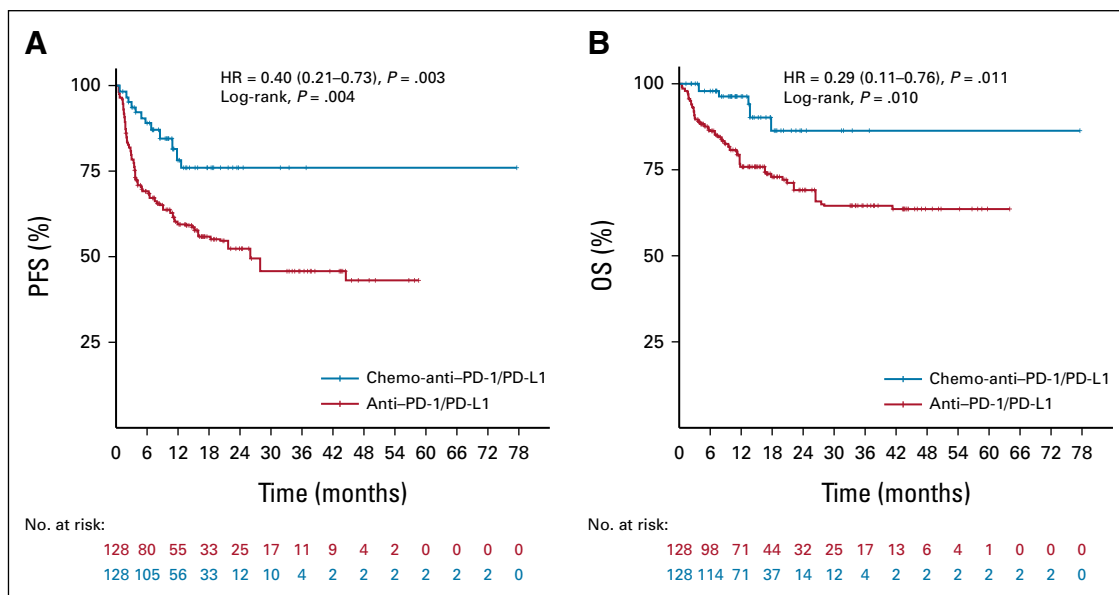 A
HR = 0.40 (0.21–0.73), P = .003
Log-rank, P = .004
100
75
50
25
PFS (%)
Chemo-anti–PD-1/PD-L1
Anti–PD-1/PD-L1
0 6 12 18 24 30 36 42 48 54 60 66 72 78
Time (months)
No. at risk:
128 80 55 33 25 17 11 9 4 2 0 0 0 0
128 105 56 33 12 10 4 2 2 2 2 2 2 0
B
HR = 0.29 (0.11–0.76), P = .011
Log-rank, P = .010
100
75
50
25
OS (%)
Chemo-anti–PD-1/PD-L1
Anti–PD-1/PD-L1
0 6 12 18 24 30 36 42 48 54 60 66 72 78
Time (months)
No. at risk:
128 98 71 44 32 25 17 13 6 4 1 0 0 0
128 114 71 37 14 12 4 2 2 2 2 2 2 0